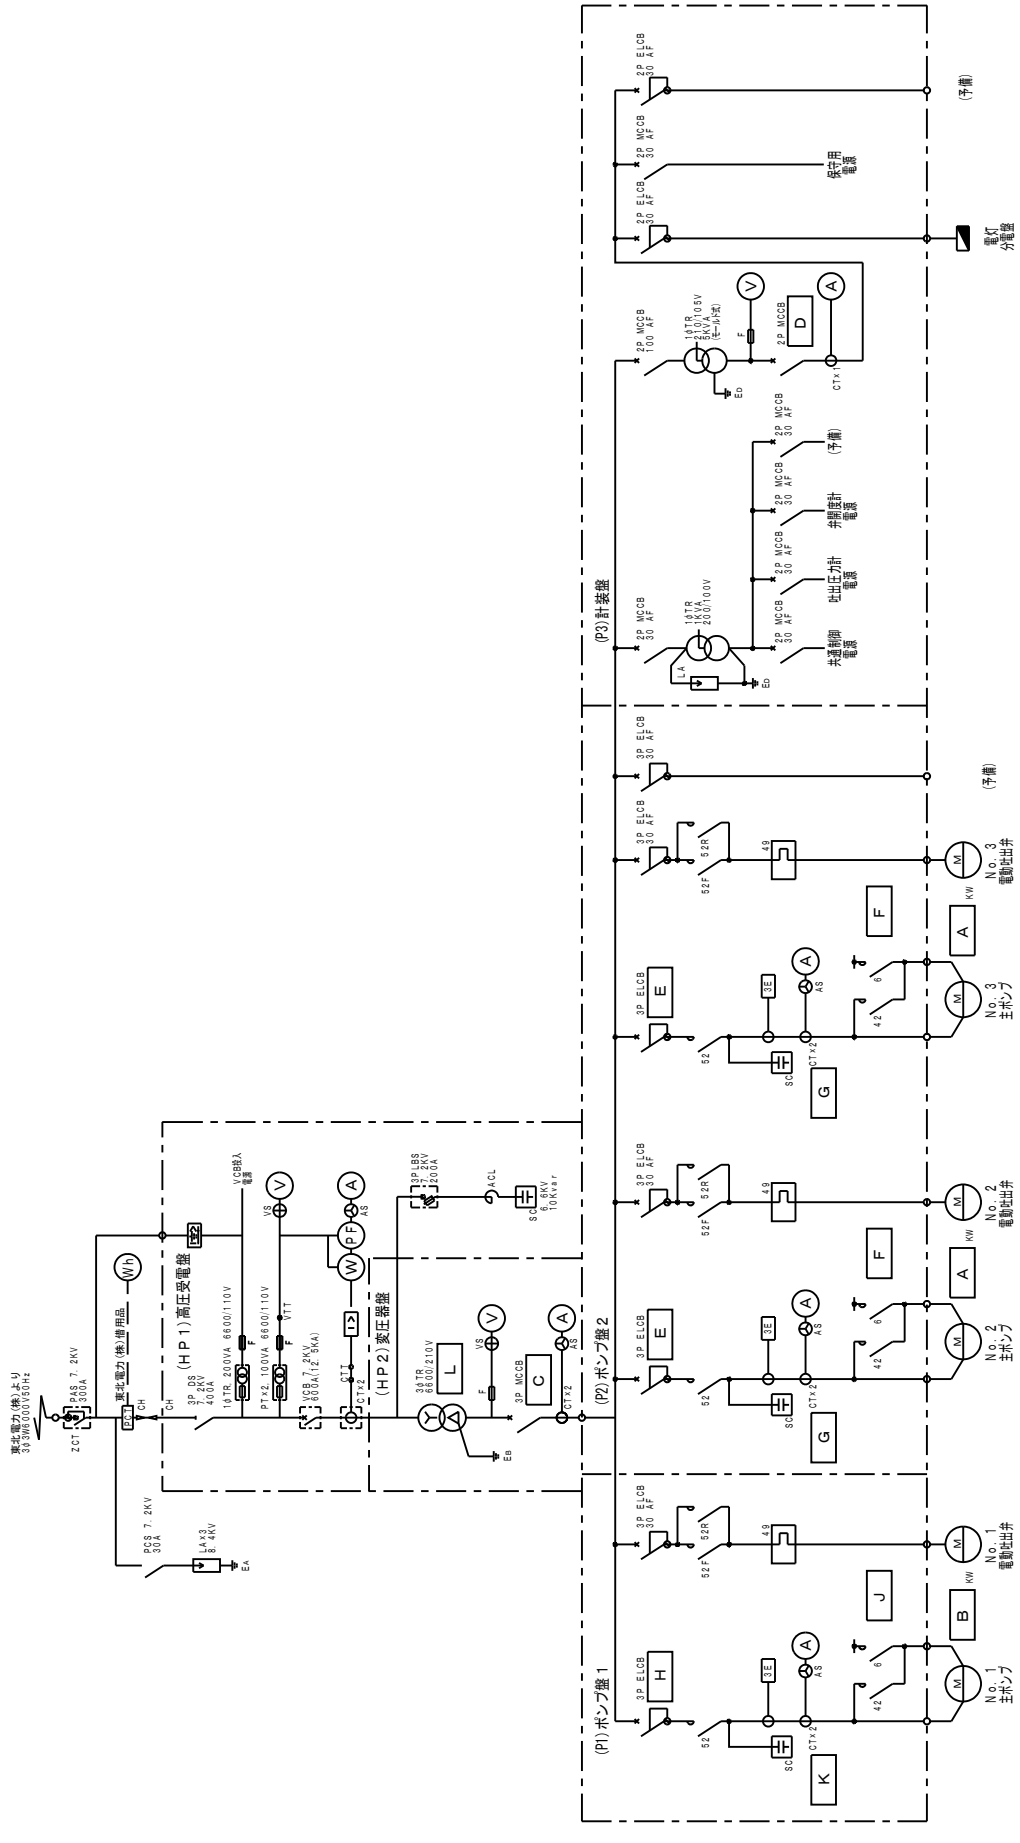 東北電力(株)より
3φ3W6000V50Hz
ZCT
PAS 7.2KV
300A
東北電力(株)借用品
Wh
PCT
CH
CH
PCS 7.2KV
30A
LA×3
8.4KV
EA
(HP1)高圧受電盤
3P DS
7.2KV
400A
1φTR. 200VA 6600/110V
F
VCB投入
電源
PT×2. 100VA 6600/110V
F
VTT
VS
V
VCB 7.2KV
600A(12.5KA)
CTT
CT×2
I>
W
PF
AS
A
(HP2)変圧器盤
3PLBS
7.2KV
200A
ACL
SC
6.6KV
10Kvar
3φTR
6600/210V
L
EB
F
VS
V
3P MCCB
C
CT×2
AS
A
(P1)ポンプ盤1
3P ELCB
H
52
SC
3E
CT×2
K
AS
A
42
6
J
M
B
KW
No. 1
主ポンプ
3P ELCB
30 AF
52F
52R
49
M
No. 1
電動吐出弁
(P2)ポンプ盤2
3P ELCB
E
52
SC
3E
CT×2
G
AS
A
42
6
F
M
A
KW
No. 2
主ポンプ
3P ELCB
30 AF
52F
52R
49
M
No. 2
電動吐出弁
3P ELCB
E
52
SC
3E
CT×2
G
AS
A
42
6
F
M
A
KW
No. 3
主ポンプ
3P ELCB
30 AF
52F
52R
49
M
No. 3
電動吐出弁
3P ELCB
30 AF
(予備)
(P3)計装盤
2P MCCB
30 AF
LA
1φTR
1KVA
200/100V
ED
2P MCCB
30 AF
共通制御
電源
2P MCCB
30 AF
吐出圧力計
電源
2P MCCB
30 AF
弁開度計
電源
2P MCCB
30 AF
(予備)
2P MCCB
100 AF
1φTR
210/105V
5KVA
(モールド式)
ED
F
V
2P MCCB
D
CT×1
A
2P ELCB
30 AF
電灯
分電盤
2P MCCB
30 AF
保守用
電源
2P ELCB
30 AF
(予備)